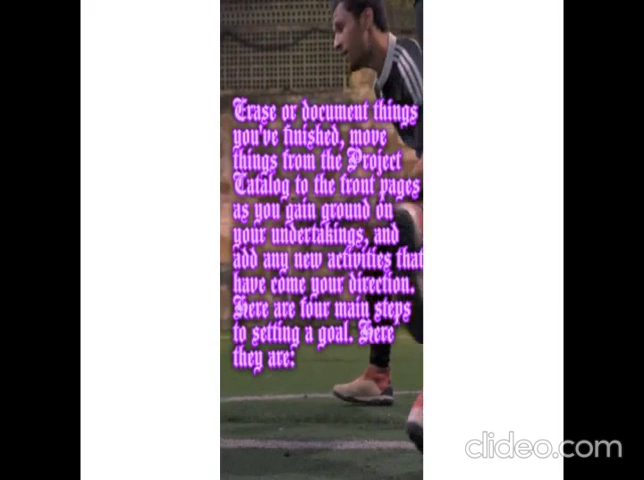 Erase or document things
you've finished, move
things from the Project
Catalog to the front pages
as you gain ground on
your undertakings, and
add any new activities that
have come your direction.
Here are four main steps
to setting a goal. Here
they are:
clideo.com